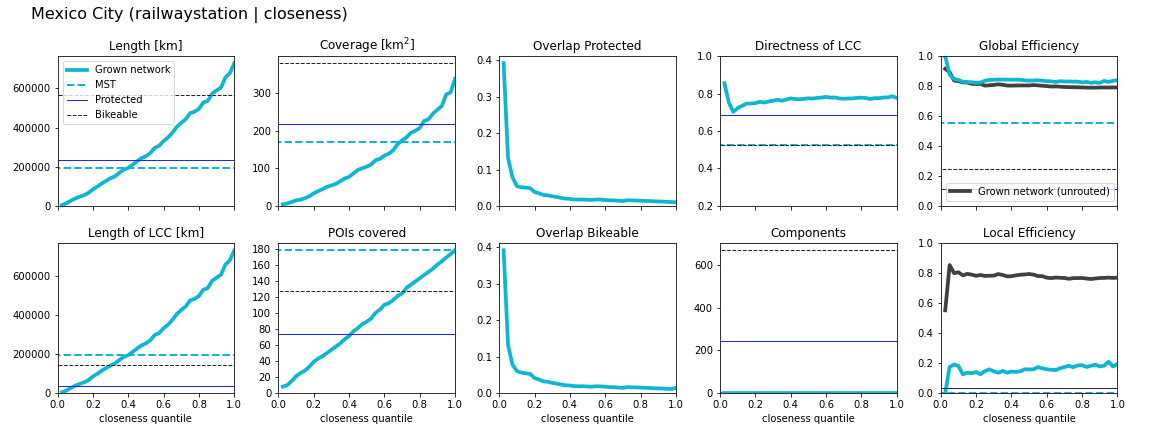 Mexico City (railwaystation | closeness)
Length [km]
600000
400000
200000
0
Grown network
MST
Protected
Bikeable
Coverage [km²]
300
200
100
0
Overlap Protected
0.4
0.3
0.2
0.1
0.0
Directness of LCC
1.0
0.8
0.6
0.4
0.2
Global Efficiency
1.0
0.8
0.6
0.4
0.2
0.0
Grown network (unrouted)
Length of LCC [km]
600000
400000
200000
0
0.0 0.2 0.4 0.6 0.8 1.0
closeness quantile
POIs covered
180
160
140
120
100
80
60
40
20
0
0.0 0.2 0.4 0.6 0.8 1.0
closeness quantile
Overlap Bikeable
0.4
0.3
0.2
0.1
0.0
0.0 0.2 0.4 0.6 0.8 1.0
closeness quantile
Components
600
400
200
0
0.0 0.2 0.4 0.6 0.8 1.0
closeness quantile
Local Efficiency
1.0
0.8
0.6
0.4
0.2
0.0
0.0 0.2 0.4 0.6 0.8 1.0
closeness quantile